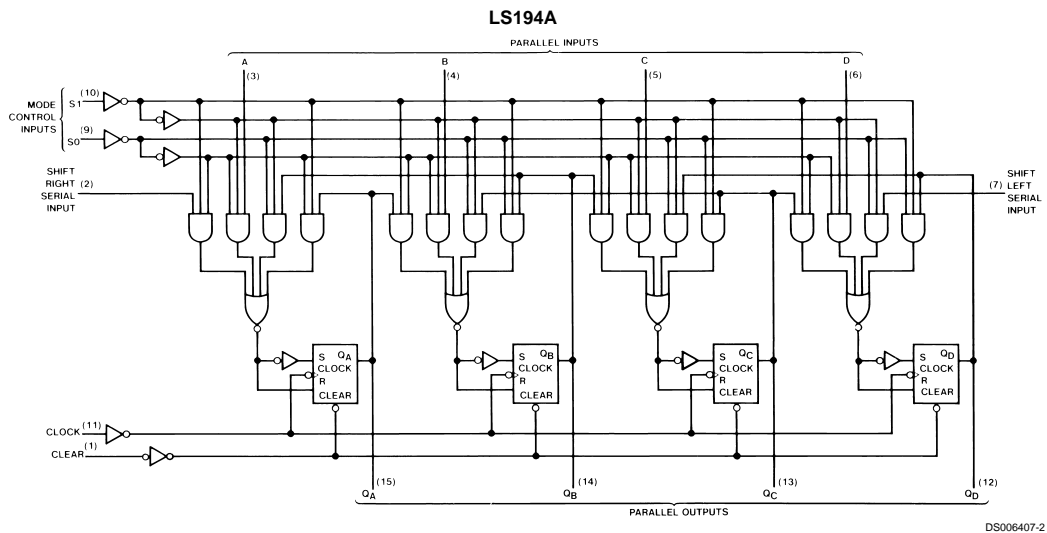 LS194A
PARALLEL INPUTS
A
(3)
B
(4)
C
(5)
D
(6)
MODE
CONTROL
INPUTS
S1
(10)
S0
(9)
SHIFT
RIGHT (2)
SERIAL
INPUT
SHIFT
(7) LEFT
SERIAL
INPUT
S QA
CLOCK
R
CLEAR
S QB
CLOCK
R
CLEAR
S QC
CLOCK
R
CLEAR
S QD
CLOCK
R
CLEAR
CLOCK (11)
CLEAR (1)
QA (15)
QB (14)
QC (13)
QD (12)
PARALLEL OUTPUTS
DS006407-2